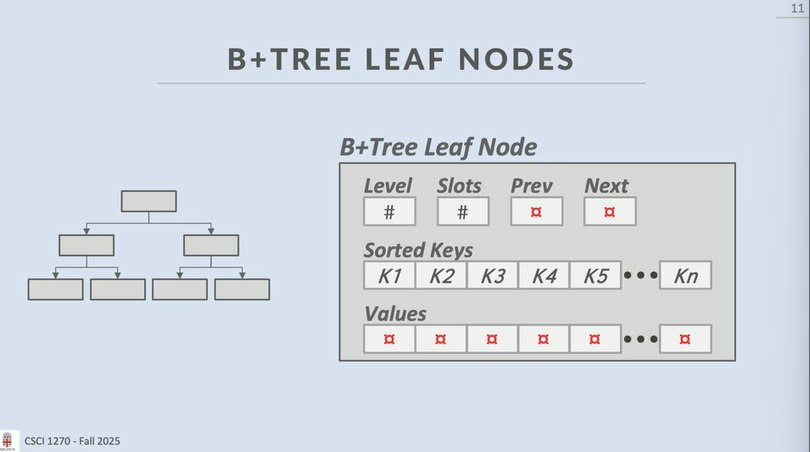 11
B+TREE LEAF NODES
B+Tree Leaf Node
Level Slots Prev Next
# # ¤ ¤
Sorted Keys
K1 K2 K3 K4 K5 ••• Kn
Values
¤ ¤ ¤ ¤ ¤ ••• ¤
CSCI 1270 - Fall 2025